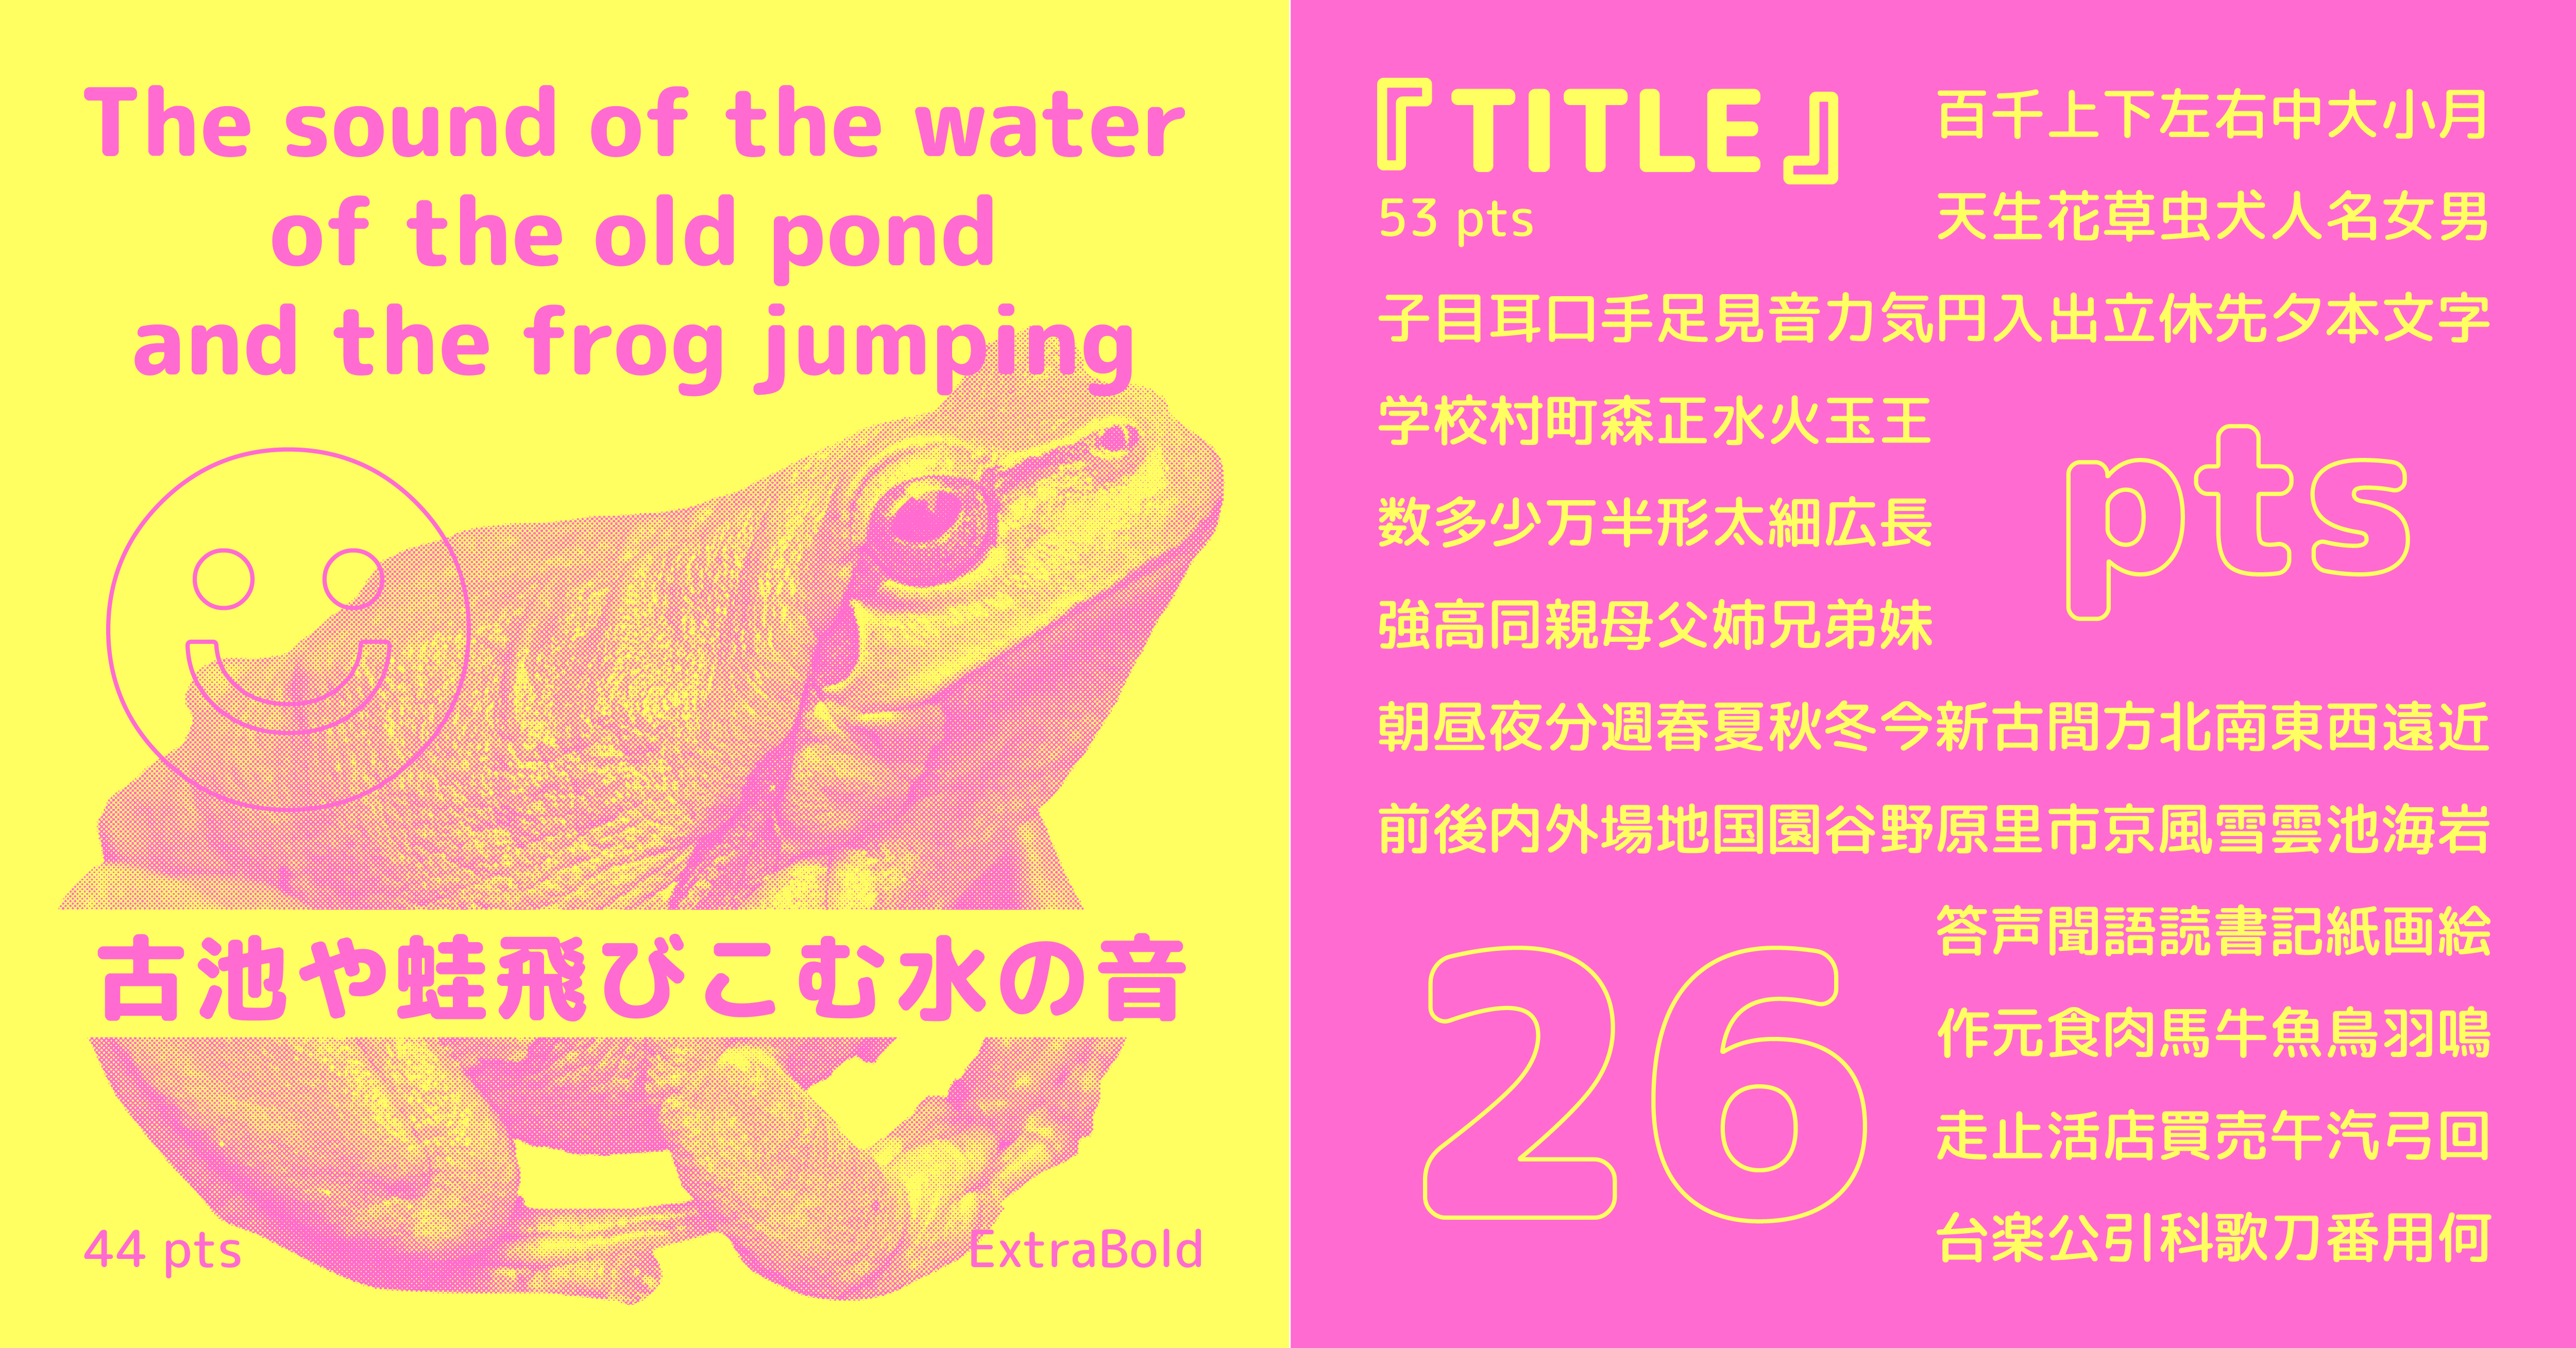 The sound of the water
of the old pond
and the frog jumping
古池や蛙飛びこむ水の音
44 pts
ExtraBold
『TITLE』
53 pts
百千上下左右中大小月
天生花草虫犬人名女男
子目耳口手足見音力気円入出立休先夕本文字
学校村町森正水火玉王
数多少万半形太細広長
強高同親母父姉兄弟妹
pts
朝昼夜分週春夏秋冬今新古間方北南東西遠近
前後内外場地国園谷野原里市京風雪雲池海岩
26
答声聞語読書記紙画絵
作元食肉馬牛魚鳥羽鳴
走止活店買売午汽弓回
台楽公引科歌刀番用何